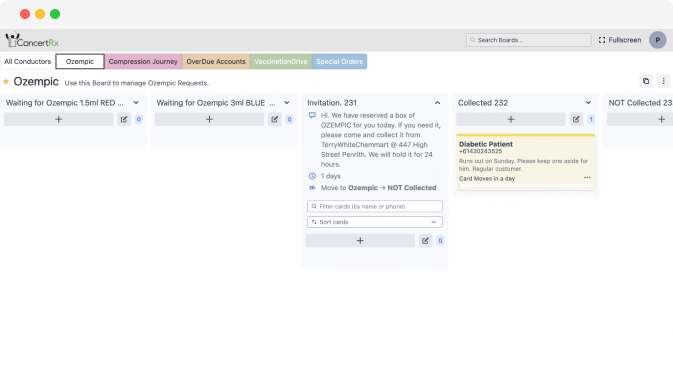 ConcertRx
Search Boards...
Fullscreen
P
All Conductors
Ozempic
Compression Journey
OverDue Accounts
VaccinationDrive
Special Orders
Ozempic Use this Board to manage Ozempic Requests.
Waiting for Ozempic 1.5ml RED ...
+
0
Waiting for Ozempic 3ml BLUE ...
+
0
Invitation. 231
Hi. We have reserved a box of
OZEMPIC for you today. If you need it,
please come and collect it from
TerryWhiteChemmart @ 447 High
Street Penrith. We will hold it for 24
hours.
1 days
Move to Ozempic → NOT Collected
Filter cards (by name or phone)
Sort cards
+
0
Collected 232
+
1
Diabetic Patient
+61430243525
Runs out on Sunday. Please keep one aside for
him. Regular customer.
Card Moves in a day
NOT Collected 23
+